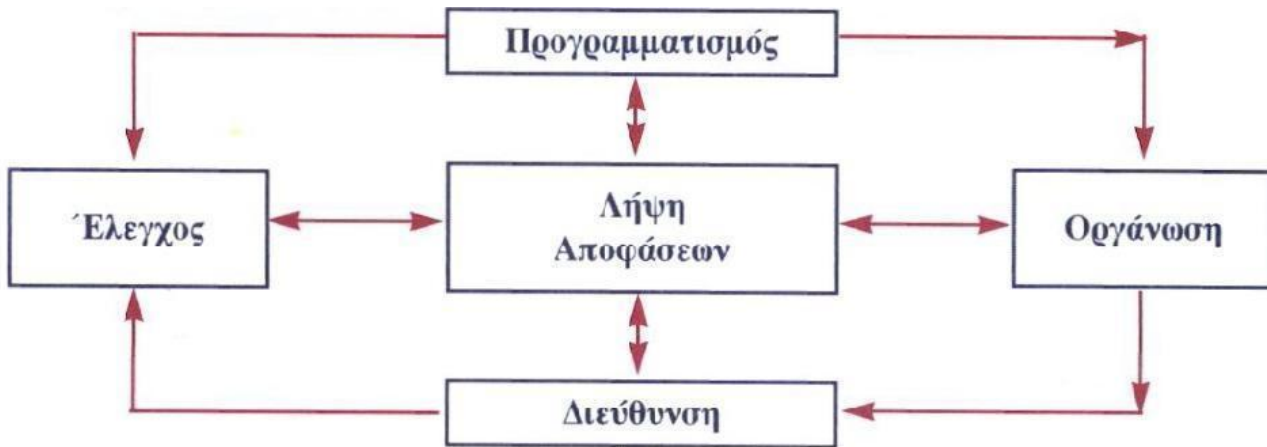 Προγραμματισμός
Έλεγχος
Λήψη
Αποφάσεων
Οργάνωση
Διεύθυνση